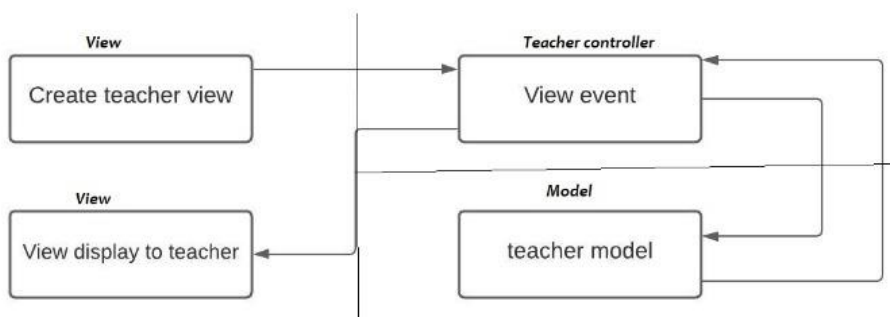 View
Create teacher view
Teacher controller
View event
View
View display to teacher
Model
teacher model